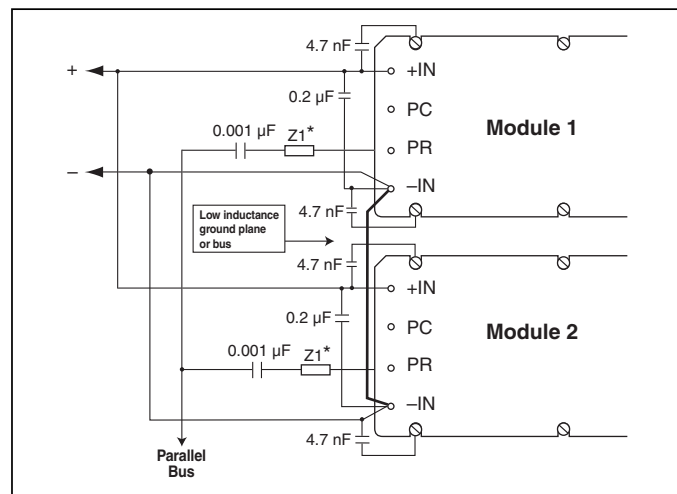 4.7 nF
+
+IN
0.2 µF
PC
Module 1
0.001 µF
Z1*
PR
–
–IN
4.7 nF
Low inductance
ground plane
or bus
4.7 nF
+IN
0.2 µF
PC
Module 2
0.001 µF
Z1*
PR
–IN
4.7 nF
Parallel
Bus